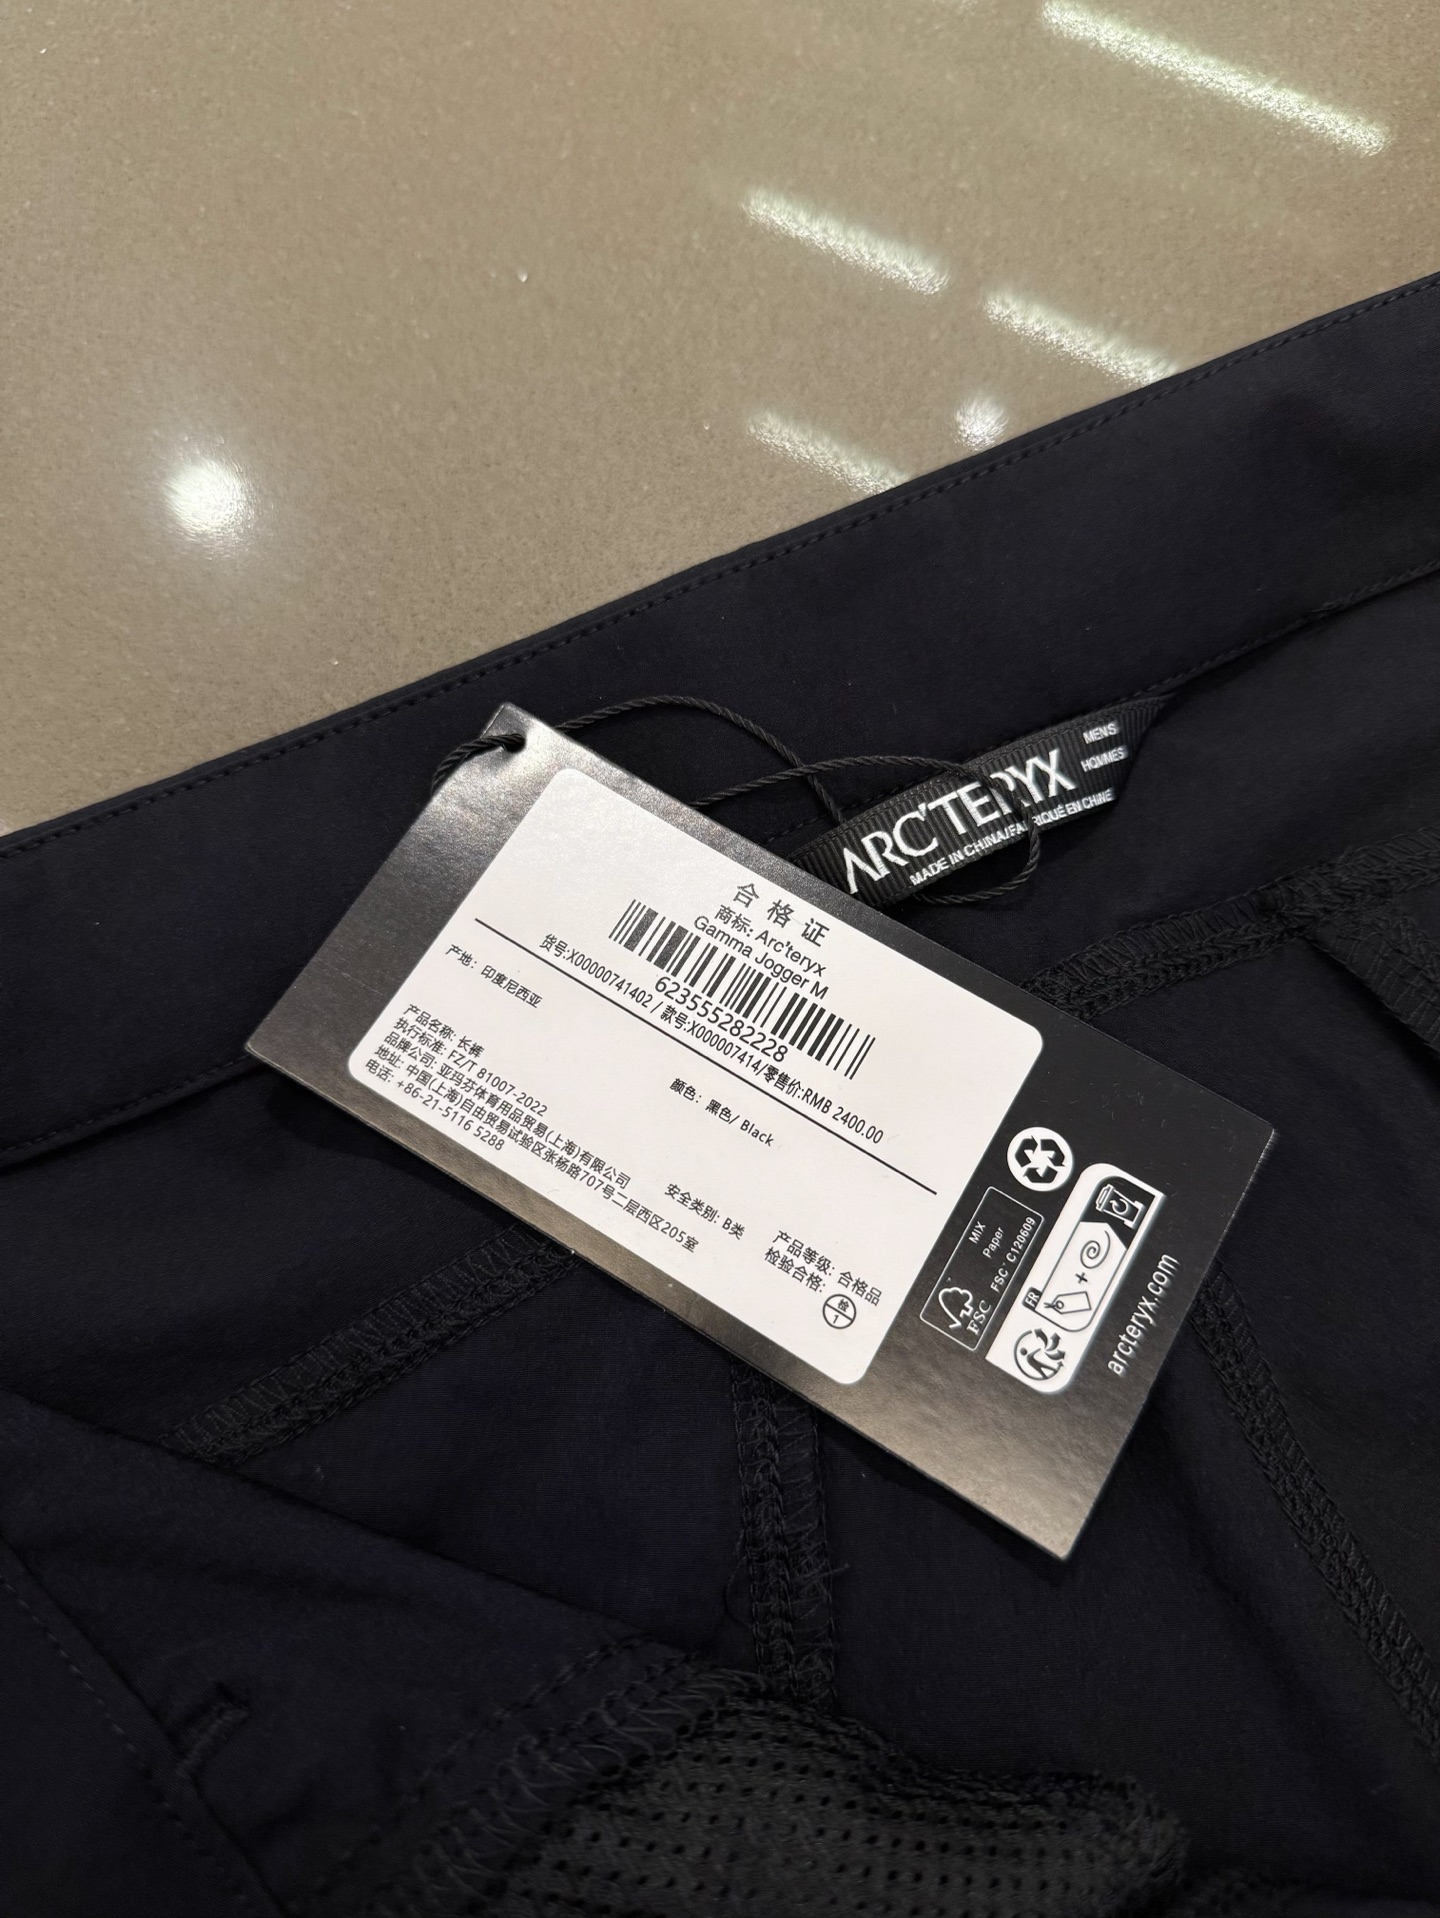 MEN'S
HOMMES
ARC'TERYX
MADE IN CHINA/FABRIQUÉ EN CHINE
合格证
商标: Arc'teryx
Gamma Jogger M
623555282228
货号:X00000741402 / 款号:X000007414/零售价:RMB 2400.00
产地: 印度尼西亚
颜色: 黑色/ Black
产品名称: 长裤
执行标准: FZ/T 81007-2022
品牌公司: 亚玛芬体育用品贸易(上海)有限公司
地址: 中国(上海)自由贸易试验区张杨路707号二层西区205室
电话: +86-21-5116 5288
安全类别: B类
产品等级: 合格品
检验合格:
检
1
MIX
Paper
FSC® C120609
FSC
FR
arcteryx.com